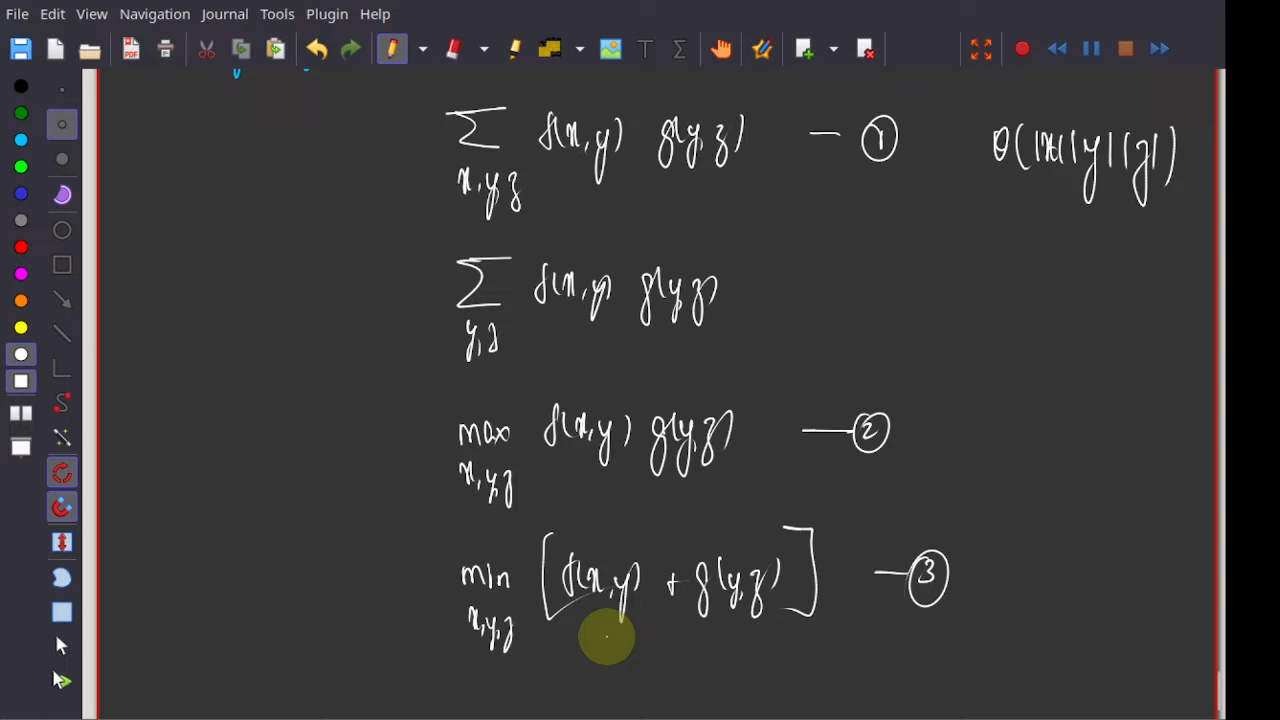 File Edit View Navigation Journal Tools Plugin Help
∑ f(x,y) g(y,z) — ① O(|x||y||z|)
x,y,z
∑ f(x,y) g(y,z)
y,z
max f(x,y) g(y,z) — ②
x,y,z
min [f(x,y) + g(y,z)] — ③
x,y,z